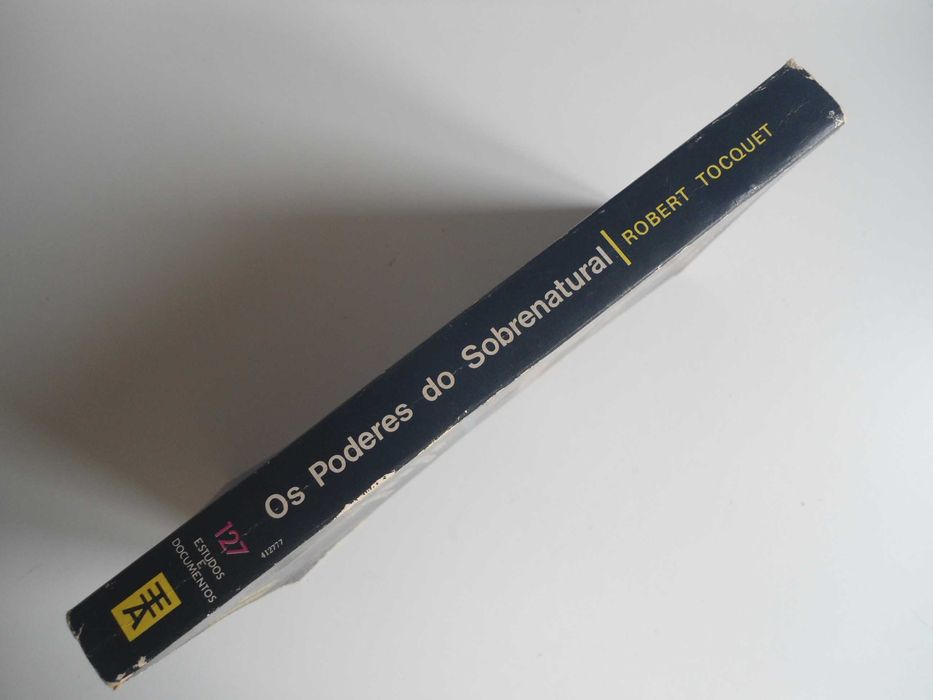 Os Poderes do Sobrenatural | ROBERT TOCQUET
127
ESTUDOS
E
DOCUMENTOS
412777